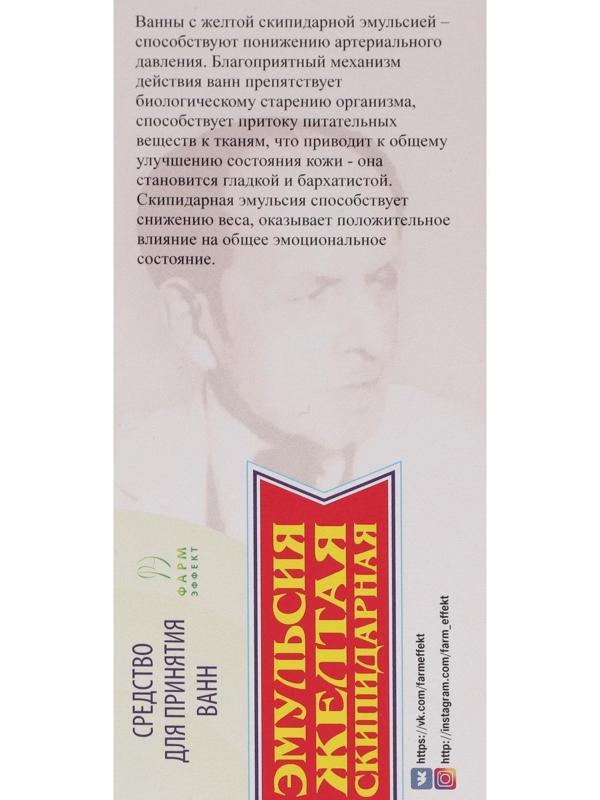 Ванны с желтой скипидарной эмульсией –
способствуют понижению артериального
давления. Благоприятный механизм
действия ванн препятствует
биологическому старению организма,
способствует притоку питательных
веществ к тканям, что приводит к общему
улучшению состояния кожи - она
становится гладкой и бархатистой.
Скипидарная эмульсия способствует
снижению веса, оказывает положительное
влияние на общее эмоциональное
состояние.
СРЕДСТВО
ДЛЯ ПРИНЯТИЯ
ВАНН
ФАРМ
ЭФФЕКТ
ЭМУЛЬСИЯ
ЖЕЛТАЯ
СКИПИДАРНАЯ
https://vk.com/farmeffekt
http://instagram.com/farm_effekt